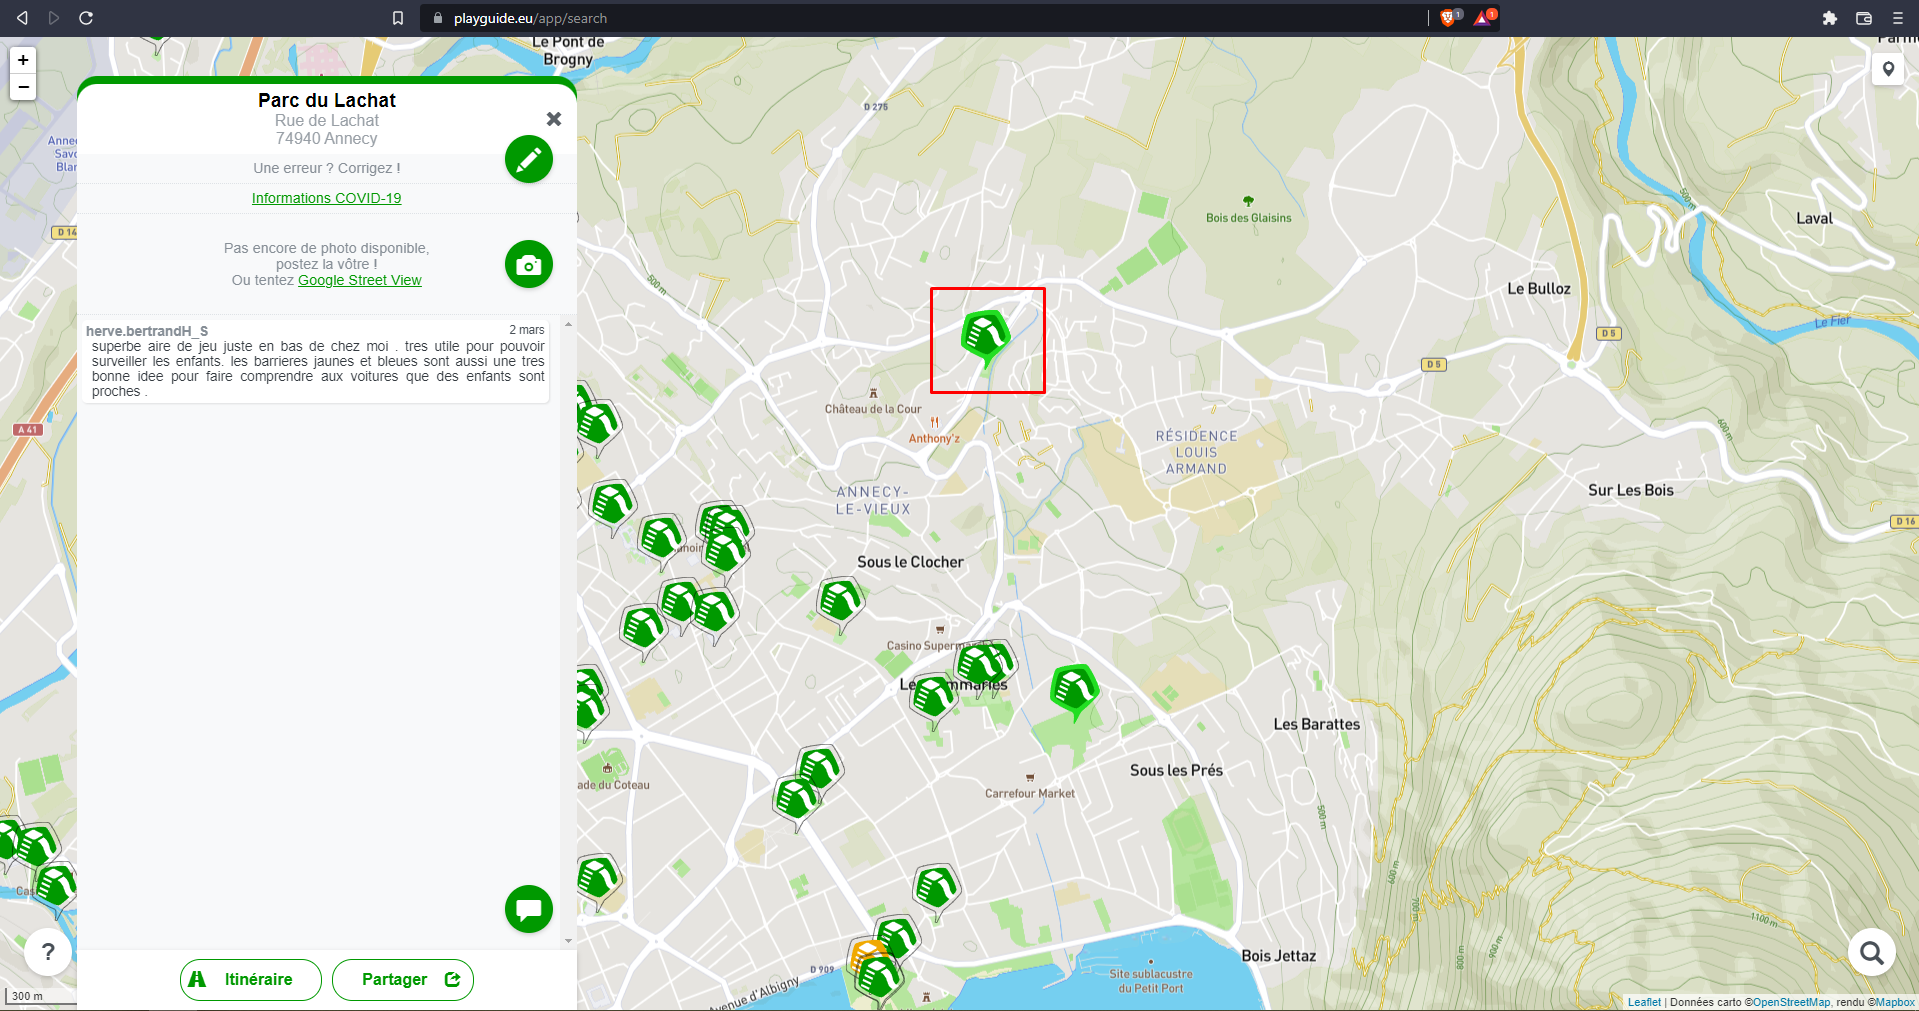 playguide.eu/app/search
1
1
+
−
Parc du Lachat
Rue de Lachat
74940 Annecy
Une erreur ? Corrigez !
Informations COVID-19
Pas encore de photo disponible,
postez la vôtre !
Ou tentez Google Street View
herve.bertrandH_S
2 mars
superbe aire de jeu juste en bas de chez moi . tres utile pour pouvoir
surveiller les enfants. les barrieres jaunes et bleues sont aussi une tres
bonne idee pour faire comprendre aux voitures que des enfants sont
proches .
Itinéraire
Partager
?
300 m
A 41
D 14
Le Pont de
Brogny
D 275
500 m
Bois des Glaisins
500 m
Laval
Le Bulloz
Le Fier
D 5
D 5
Château de la Cour
Anthony'z
RÉSIDENCE
LOUIS
ARMAND
600 m
ANNECY-
LE-VIEUX
Sur Les Bois
D 16
Sous le Clocher
Casino Supermar
Les Barattes
Sous les Prés
ade du Coteau
Carrefour Market
500 m
600 m
700 m
800 m
900 m
1100 m
Bois Jettaz
D 909
Avenue d'Albigny
Site sublacustre
du Petit Port
Leaflet | Données carto ©OpenStreetMap, rendu ©Mapbox